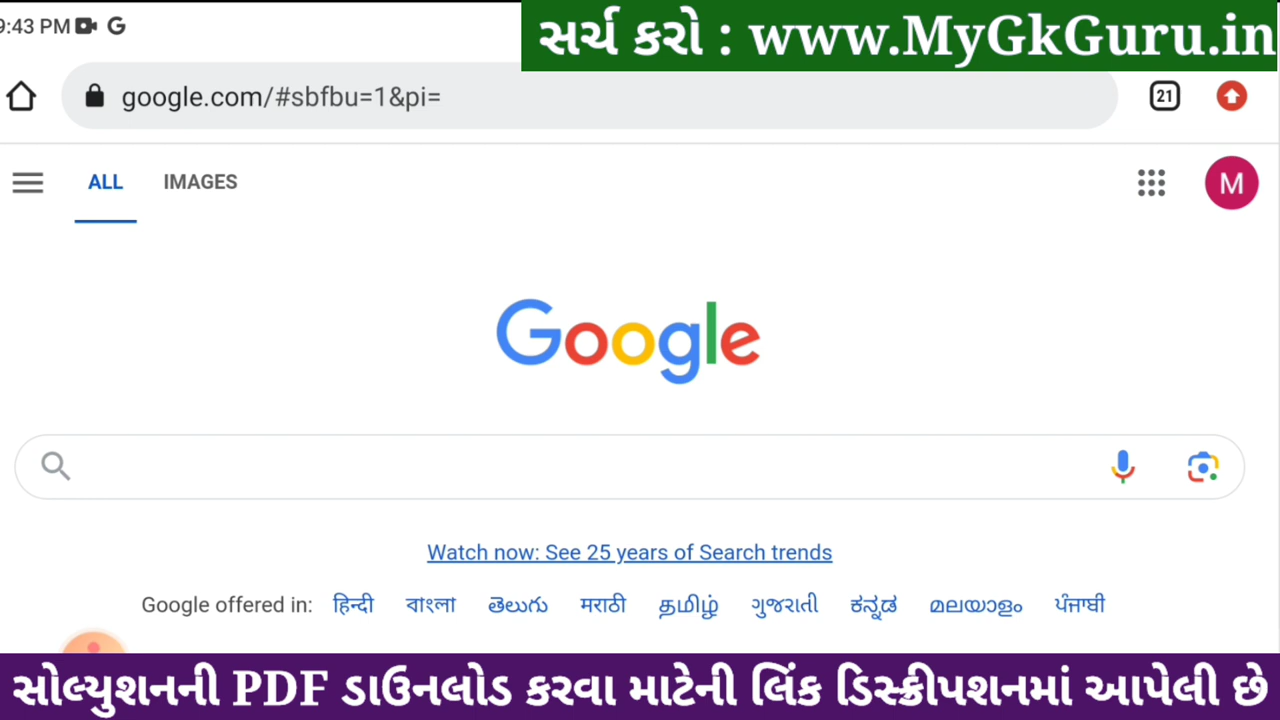 9:43 PM G
સર્ચ કરો : www.MyGkGuru.in
google.com/#sbfbu=1&pi=
21
ALL IMAGES
M
Google
Watch now: See 25 years of Search trends
Google offered in: हिन्दी বাংলা తెలుగు मराठी தமிழ் ગુજરાતી ಕನ್ನಡ മലയാളം ਪੰਜਾਬੀ
સોલ્યુશનની PDF ડાઉનલોડ કરવા માટેની લિંક ડિસ્ક્રીપશનમાં આપેલી છે